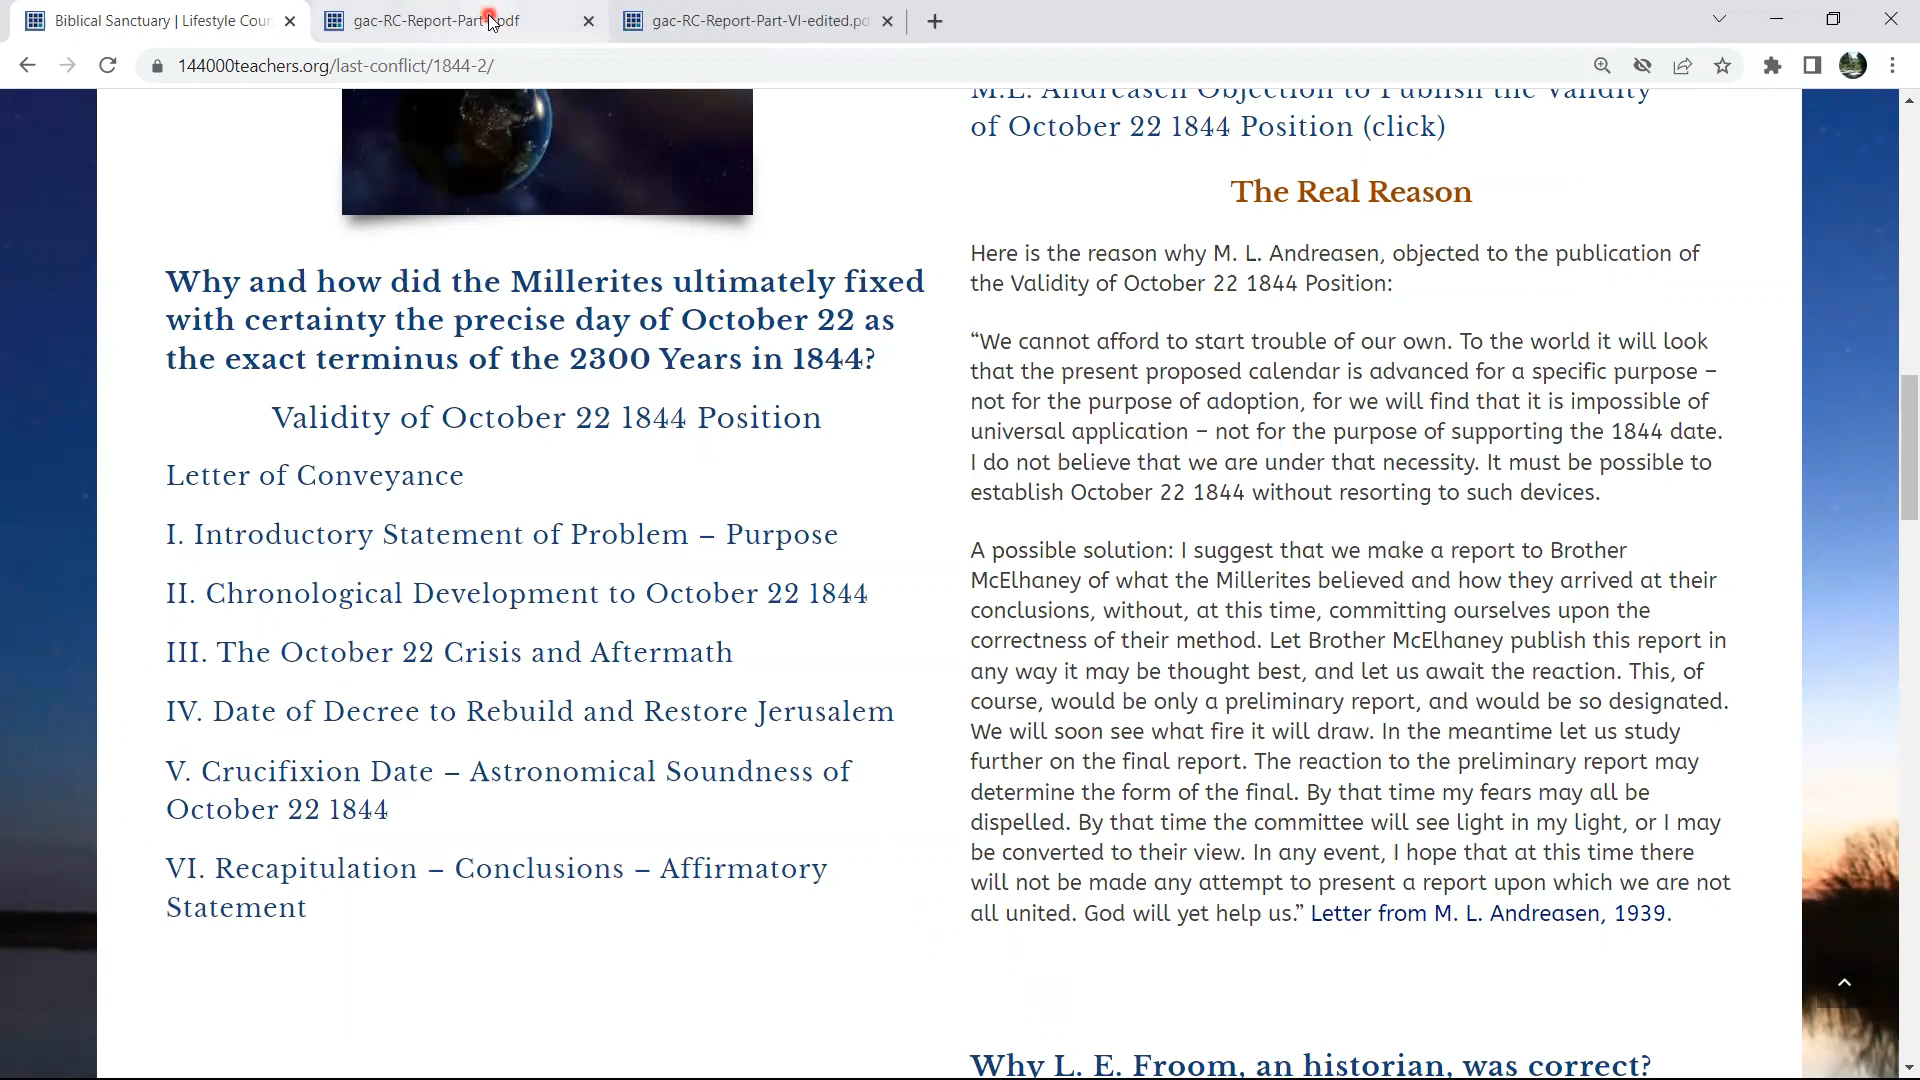 Biblical Sanctuary | Lifestyle Coun
gac-RC-Report-Part-
pdf
gac-RC-Report-Part-VI-edited.pd
144000teachers.org/last-conflict/1844-2/
M.L. Andreasen Objection to Publish the Validity
of October 22 1844 Position (click)
The Real Reason
Here is the reason why M. L. Andreasen, objected to the publication of
the Validity of October 22 1844 Position:
“We cannot afford to start trouble of our own. To the world it will look
that the present proposed calendar is advanced for a specific purpose –
not for the purpose of adoption, for we will find that it is impossible of
universal application – not for the purpose of supporting the 1844 date.
I do not believe that we are under that necessity. It must be possible to
establish October 22 1844 without resorting to such devices.
A possible solution: I suggest that we make a report to Brother
McElhaney of what the Millerites believed and how they arrived at their
conclusions, without, at this time, committing ourselves upon the
correctness of their method. Let Brother McElhaney publish this report in
any way it may be thought best, and let us await the reaction. This, of
course, would be only a preliminary report, and would be so designated.
We will soon see what fire it will draw. In the meantime let us study
further on the final report. The reaction to the preliminary report may
determine the form of the final. By that time my fears may all be
dispelled. By that time the committee will see light in my light, or I may
be converted to their view. In any event, I hope that at this time there
will not be made any attempt to present a report upon which we are not
all united. God will yet help us.” Letter from M. L. Andreasen, 1939.
Why L. E. Froom, an historian, was correct?
Why and how did the Millerites ultimately fixed
with certainty the precise day of October 22 as
the exact terminus of the 2300 Years in 1844?
Validity of October 22 1844 Position
Letter of Conveyance
I. Introductory Statement of Problem – Purpose
II. Chronological Development to October 22 1844
III. The October 22 Crisis and Aftermath
IV. Date of Decree to Rebuild and Restore Jerusalem
V. Crucifixion Date – Astronomical Soundness of
October 22 1844
VI. Recapitulation – Conclusions – Affirmatory
Statement